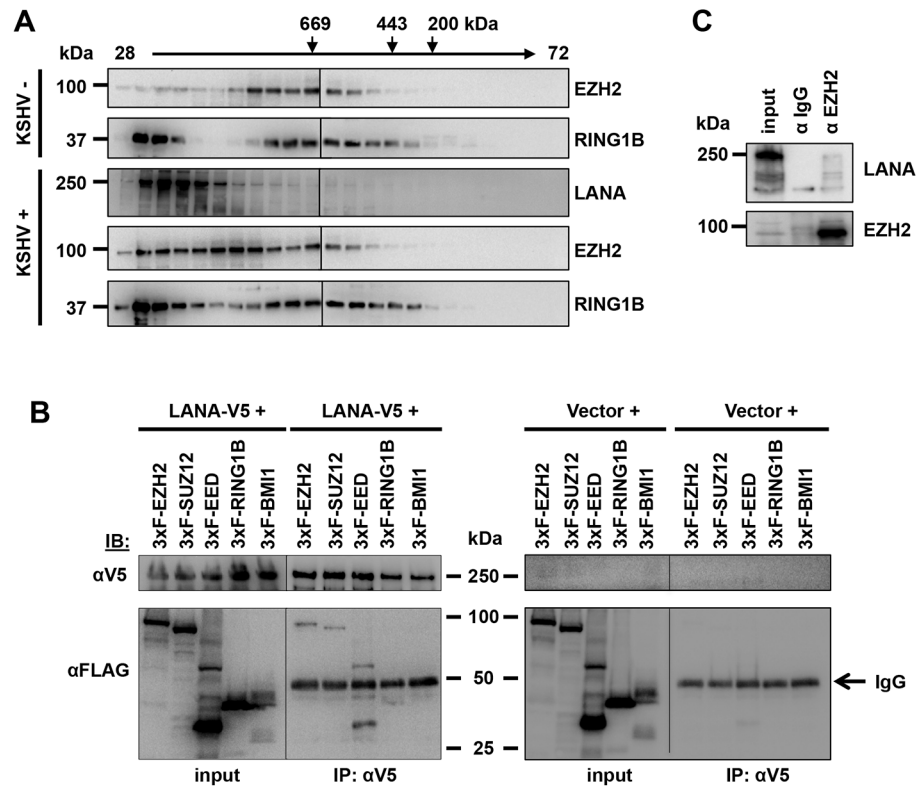 A
669 443 200 kDa
kDa 28 72
KSHV -
100 EZH2
37 RING1B
KSHV +
250 LANA
100 EZH2
37 RING1B
C
kDa input α IgG α EZH2
250 LANA
100 EZH2
B
LANA-V5 + LANA-V5 + Vector + Vector +
IB: 3xF-EZH2 3xF-SUZ12 3xF-EED 3xF-RING1B 3xF-BMI1 3xF-EZH2 3xF-SUZ12 3xF-EED 3xF-RING1B 3xF-BMI1 kDa 3xF-EZH2 3xF-SUZ12 3xF-EED 3xF-RING1B 3xF-BMI1 3xF-EZH2 3xF-SUZ12 3xF-EED 3xF-RING1B 3xF-BMI1
αV5 250
100
αFLAG 50 IgG
25
input IP: αV5 input IP: αV5